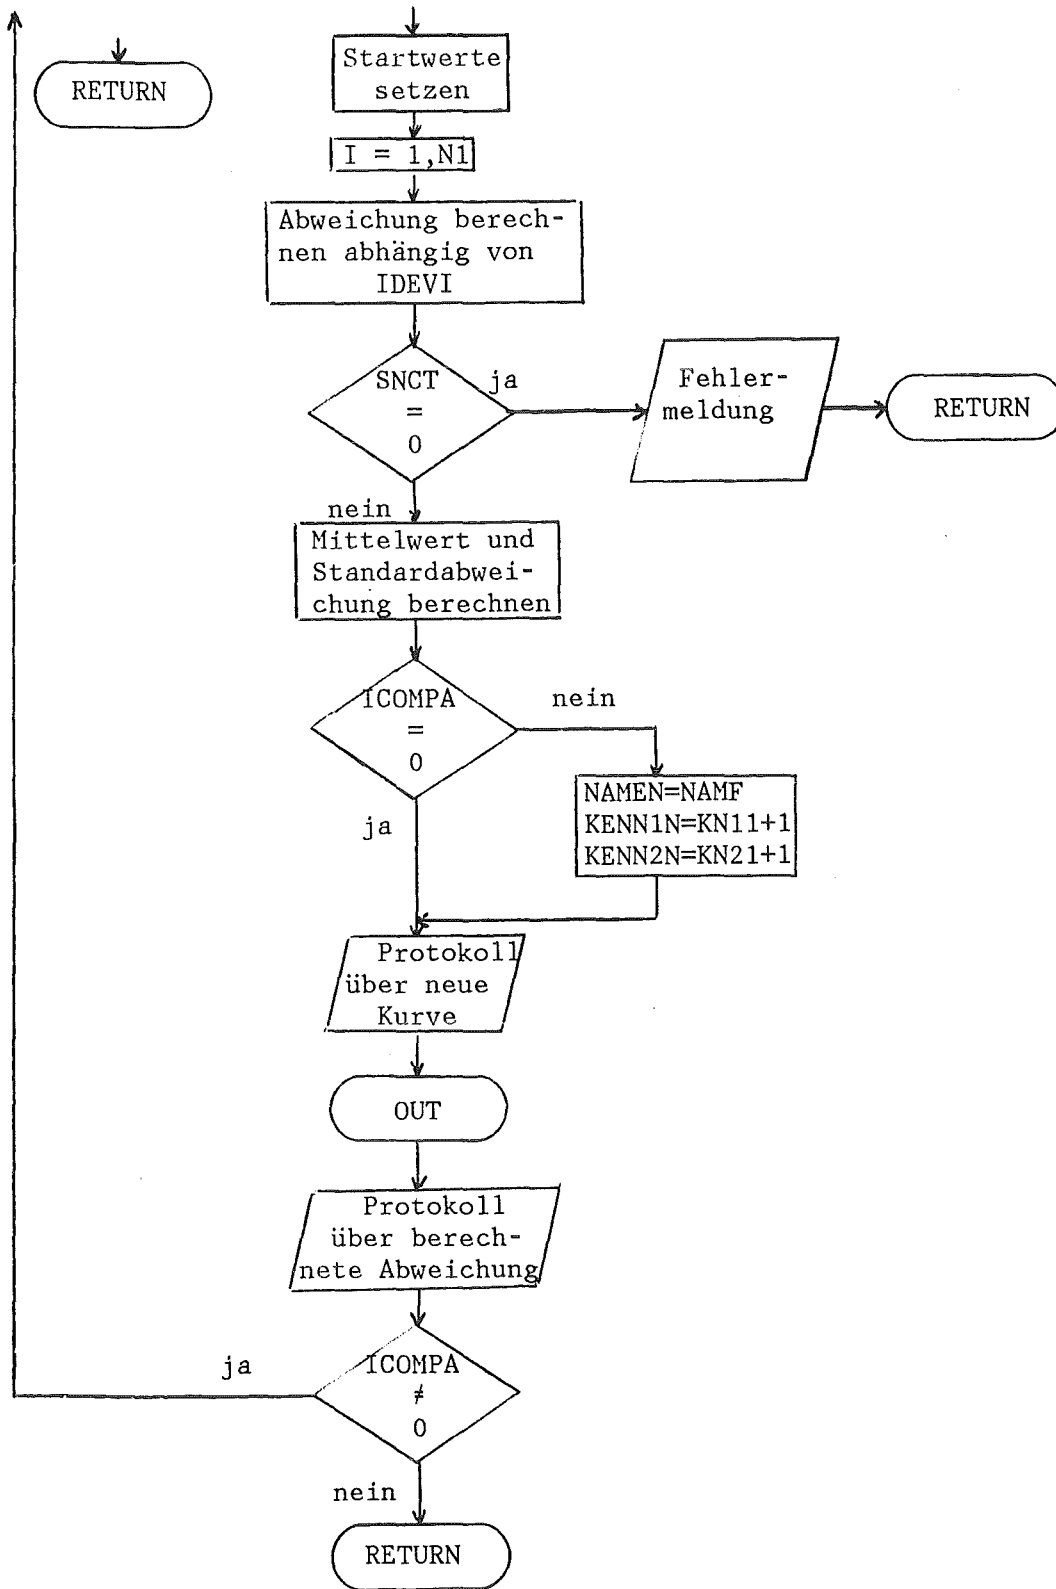 RETURN
Startwerte
setzen
I = 1,N1
Abweichung berech-
nen abhängig von
IDEVI
SNCT
=
0
ja
Fehler-
meldung
RETURN
nein
Mittelwert und
Standardabwei-
chung berechnen
ICOMPA
=
0
nein
ja
NAMEN=NAMF
KENN1N=KN11+1
KENN2N=KN21+1
Protokoll
über neue
Kurve
OUT
Protokoll
über berech-
nete Abweichung
ICOMPA
≠
0
ja
nein
RETURN